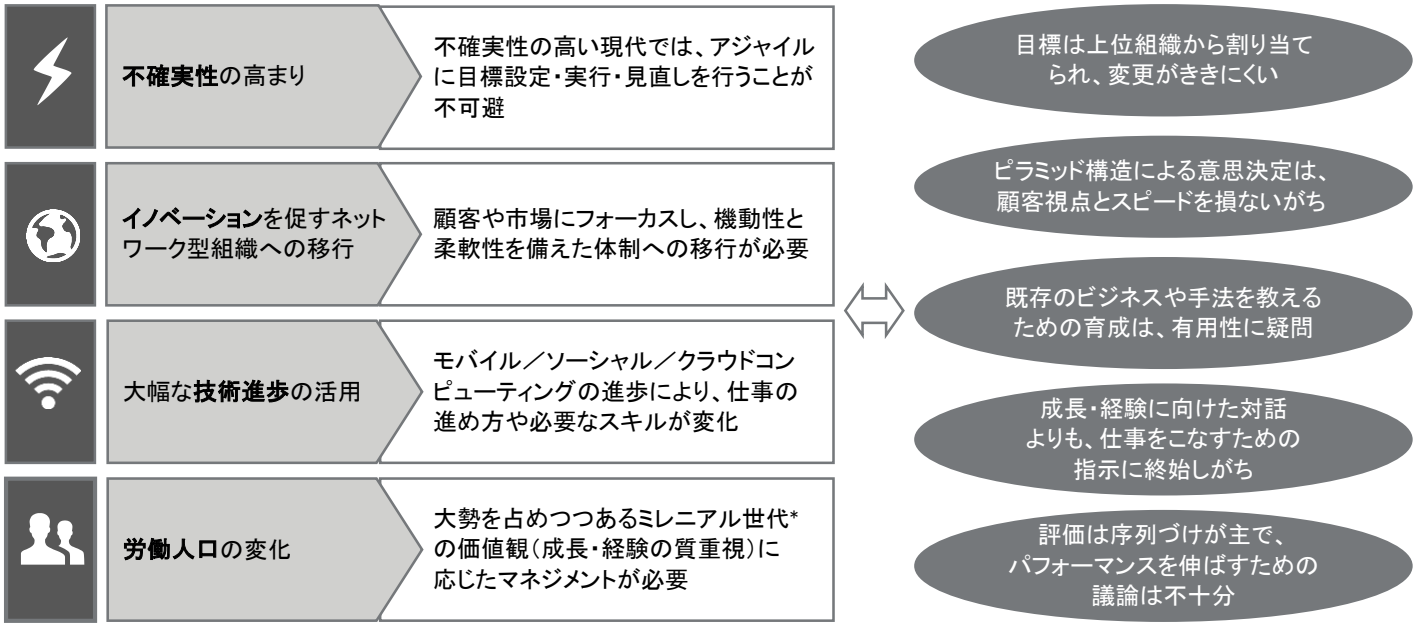 不確実性の高まり
不確実性の高い現代では、アジャイル
に目標設定・実行・見直しを行うことが
不可避
イノベーションを促すネット
ワーク型組織への移行
顧客や市場にフォーカスし、機動性と
柔軟性を備えた体制への移行が必要
大幅な技術進歩の活用
モバイル／ソーシャル／クラウドコン
ピューティングの進歩により、仕事の
進め方や必要なスキルが変化
労働人口の変化
大勢を占めつつあるミレニアル世代*
の価値観（成長・経験の質重視）に
応じたマネジメントが必要
目標は上位組織から割り当て
られ、変更がききにくい
ピラミッド構造による意思決定は、
顧客視点とスピードを損ないがち
既存のビジネスや手法を教える
ための育成は、有用性に疑問
成長・経験に向けた対話
よりも、仕事をこなすための
指示に終始しがち
評価は序列づけが主で、
パフォーマンスを伸ばすための
議論は不十分